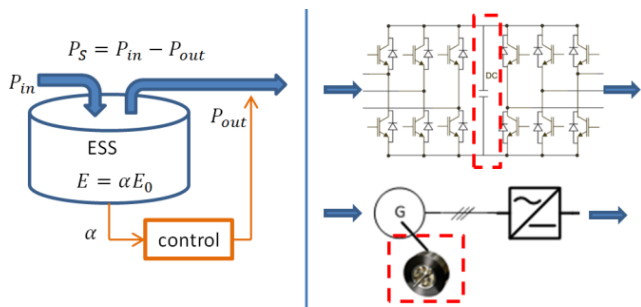 P_S = P_in − P_out
P_in
P_out
ESS
E = αE_0
α
control
DC
G